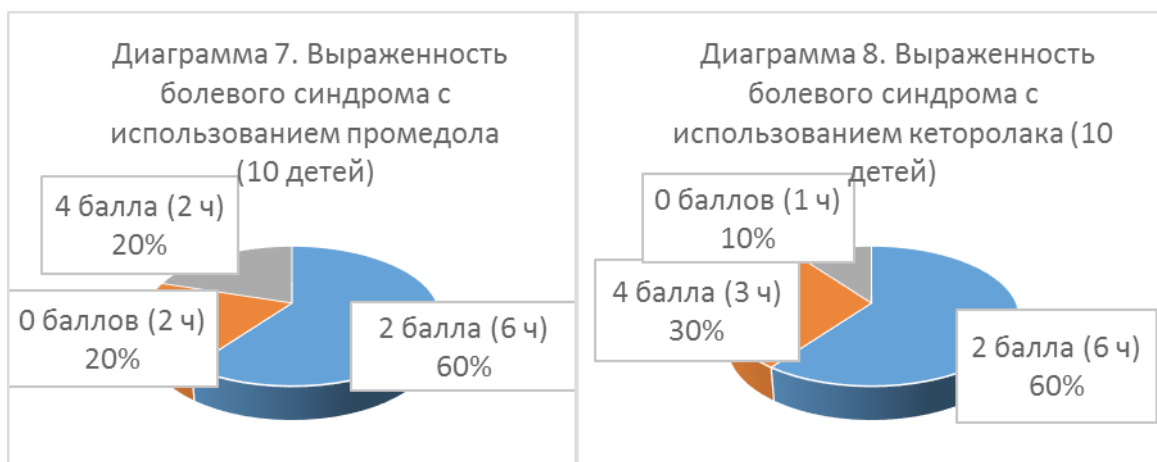 Диаграмма 7. Выраженность
болевого синдрома с
использованием промедола
(10 детей)
4 балла (2 ч)
20%
0 баллов (2 ч)
20%
2 балла (6 ч)
60%
Диаграмма 8. Выраженность
болевого синдрома с
использованием кеторолака (10
детей)
0 баллов (1 ч)
10%
4 балла (3 ч)
30%
2 балла (6 ч)
60%